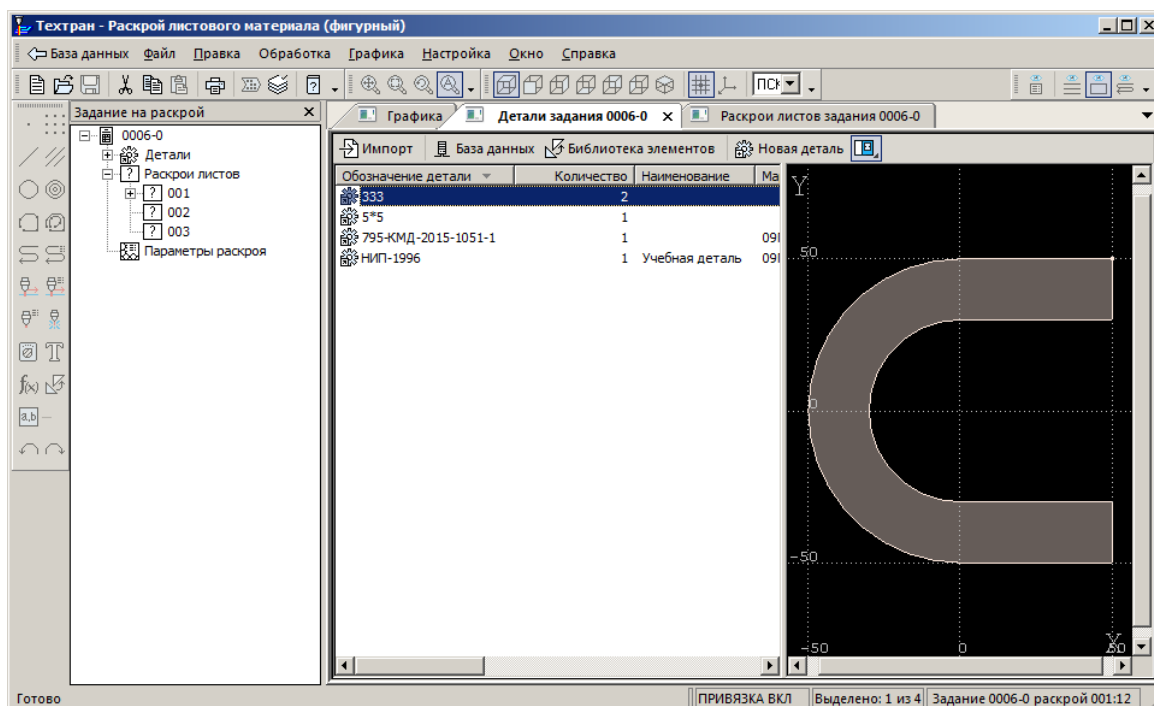 Техтран - Раскрой листового материала (фигурный)
База данных Файл Правка Обработка Графика Настройка Окно Справка
ПСК
Задание на раскрой
0006-0
Детали
Раскрои листов
001
002
003
Параметры раскроя
f(x)
a,b
Графика Детали задания 0006-0 Раскрои листов задания 0006-0
Импорт База данных Библиотека элементов Новая деталь
Обозначение детали Количество Наименование Ма
333 2
5*5 1
795-КМД-2015-1051-1 1 09
НИП-1996 1 Учебная деталь 09
Y
50
0
-50
-50 0 50
X
Готово ПРИВЯЗКА ВКЛ Выделено: 1 из 4 Задание 0006-0 раскрой 001:12